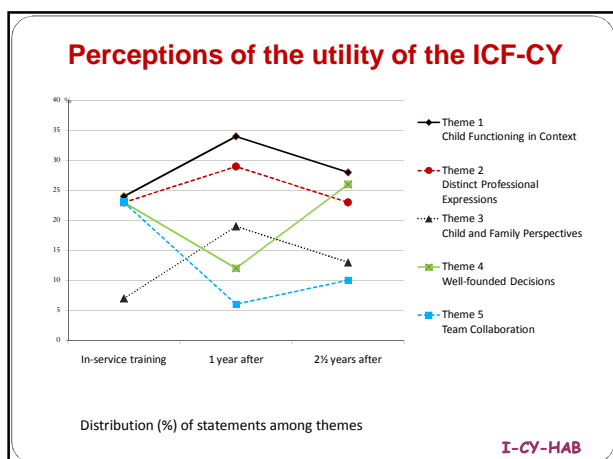 Perceptions of the utility of the ICF-CY
40 %
35
30
25
20
15
10
5
0
In-service training
1 year after
2½ years after
Theme 1
Child Functioning in Context
Theme 2
Distinct Professional
Expressions
Theme 3
Child and Family Perspectives
Theme 4
Well-founded Decisions
Theme 5
Team Collaboration
Distribution (%) of statements among themes
I-CY-HAB